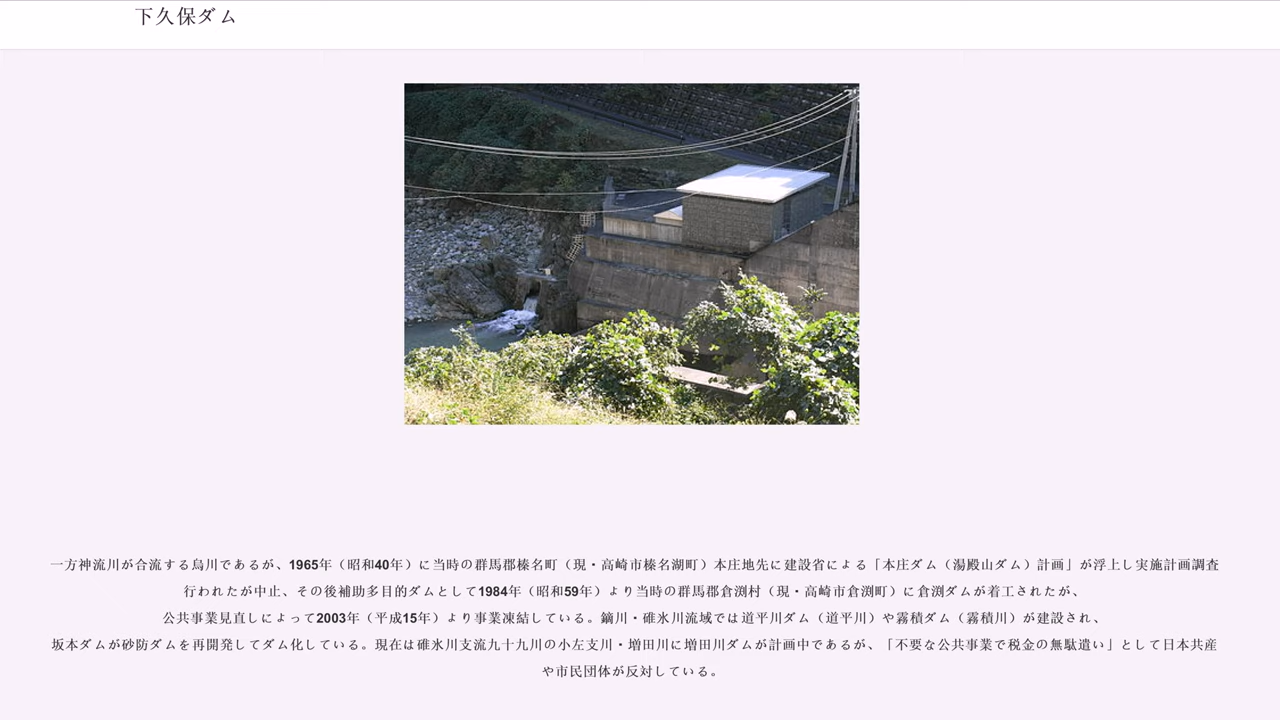 下久保ダム
一方神流川が合流する烏川であるが、1965年（昭和40年）に当時の群馬郡榛名町（現・高崎市榛名湖町）本庄地先に建設省による「本庄ダム（湯殿山ダム）計画」が浮上し実施計画調査
行われたが中止、その後補助多目的ダムとして1984年（昭和59年）より当時の群馬郡倉渕村（現・高崎市倉渕町）に倉渕ダムが着工されたが、
公共事業見直しによって2003年（平成15年）より事業凍結している。鏑川・碓氷川流域では道平川ダム（道平川）や霧積ダム（霧積川）が建設され、
坂本ダムが砂防ダムを再開発してダム化している。現在は碓氷川支流九十九川の小左支川・増田川に増田川ダムが計画中であるが、「不要な公共事業で税金の無駄遣い」として日本共産
や市民団体が反対している。